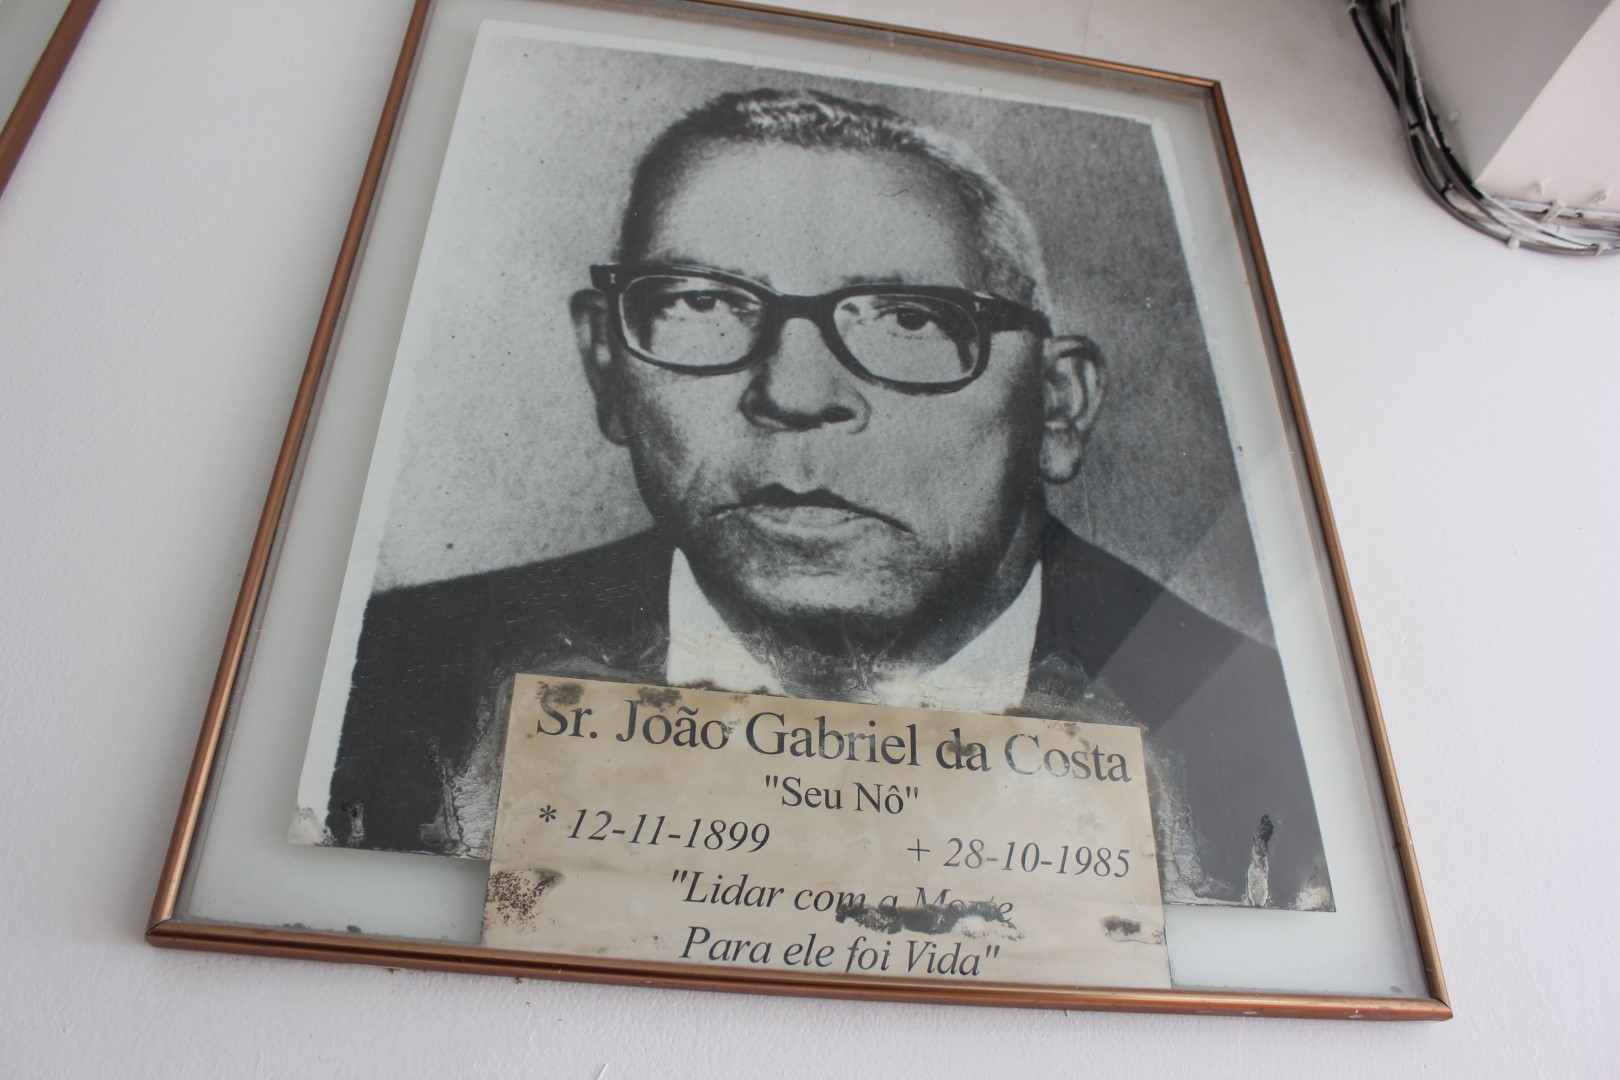 Sr. João Gabriel da Costa
"Seu Nô"
* 12-11-1899 + 28-10-1985
"Lidar com a Morte
Para ele foi Vida"